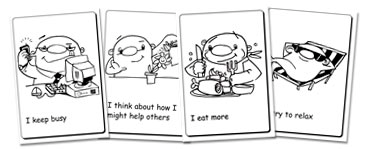 I keep busy
I think about how I
might help others
I eat more
ry to relax